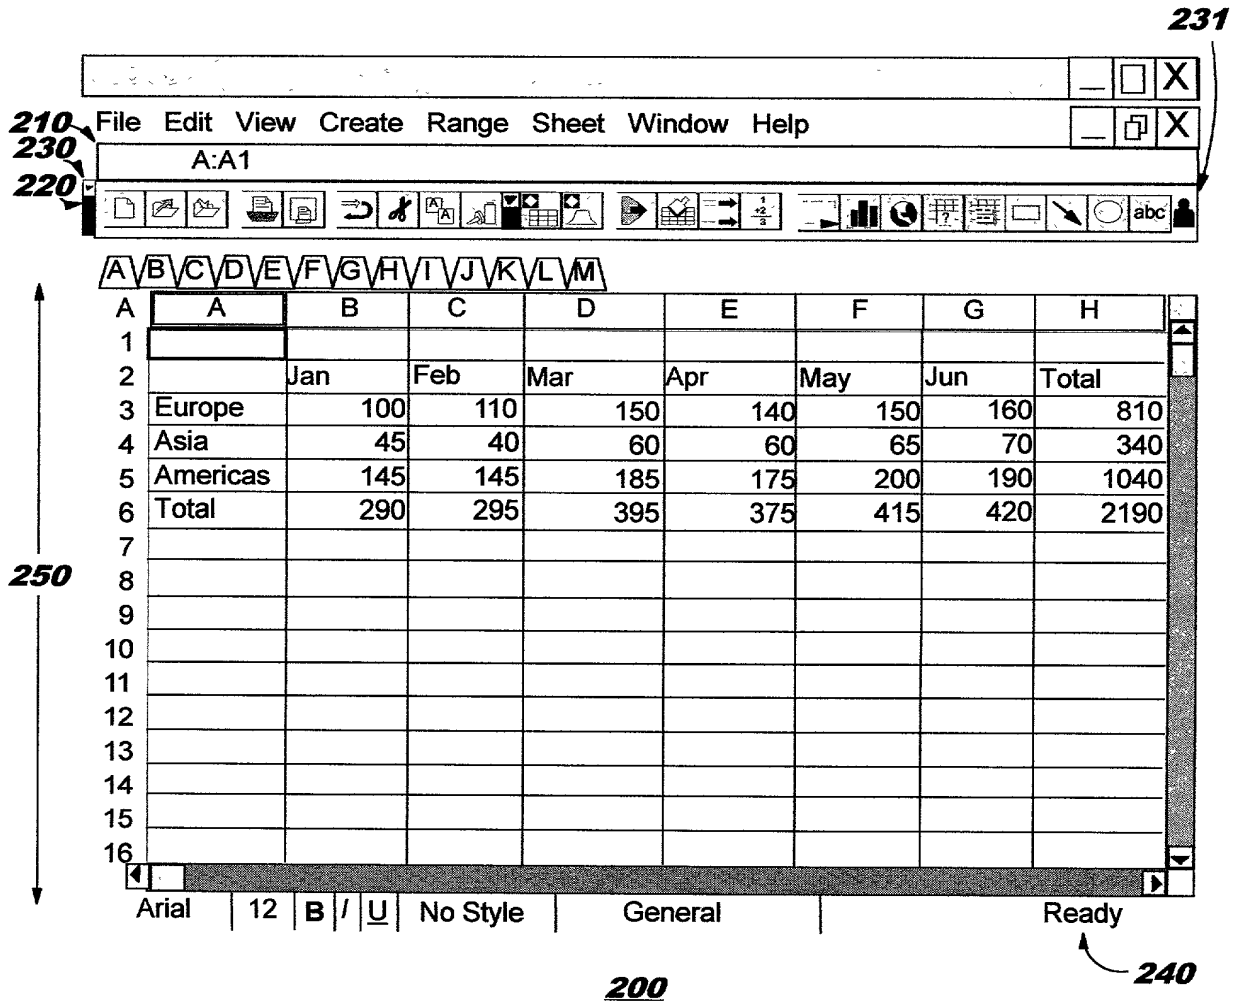 231
X
210 File Edit View Create Range Sheet Window Help X
230 A:A1
220
1 +2 3 ? abc
A B C D E F G H I J K L M
A A B C D E F G H
1
2 Jan Feb Mar Apr May Jun Total
3 Europe 100 110 150 140 150 160 810
4 Asia 45 40 60 60 65 70 340
5 Americas 145 145 185 175 200 190 1040
6 Total 290 295 395 375 415 420 2190
7
250 8
9
10
11
12
13
14
15
16
Arial 12 B I U No Style General Ready
240
200